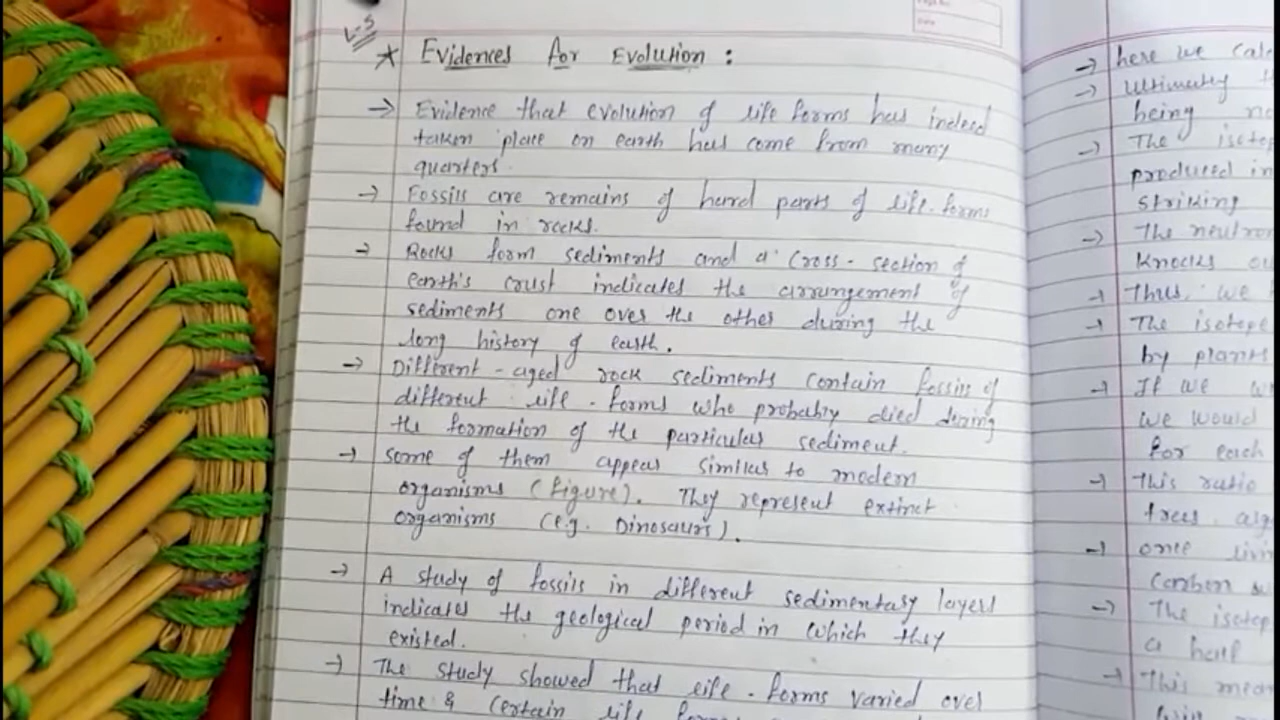 L-5
Page No.
Date
* Evidences for Evolution :
→ Evidence that evolution of life forms has indeed
taken place on earth has come from many
quarters.
→ Fossils are remains of hard parts of life-forms
found in rocks.
→ Rocks form sediments and a cross-section of
earth's crust indicates the arrangement of
sediments one over the other during the
long history of earth.
→ Different-aged rock sediments contain fossils of
different life-forms who probably died during
the formation of the particular sediment.
→ some of them appear similar to modern
organisms (figure). They represent extinct
organisms (e.g. Dinosaurs).
→ A study of fossils in different sedimentary layers
indicates the geological period in which they
existed.
→ The study showed that life-forms varied over
time & certain life forms
→ here we
→ Ultimately
being
→ The
produced in
striking
→ The neutron
knocks
→ Thus, we
→ The isotope
by plants
→ If we
we would
for each
→ This ratio
trees
→ once
Carbon
→ The
a half
→ This